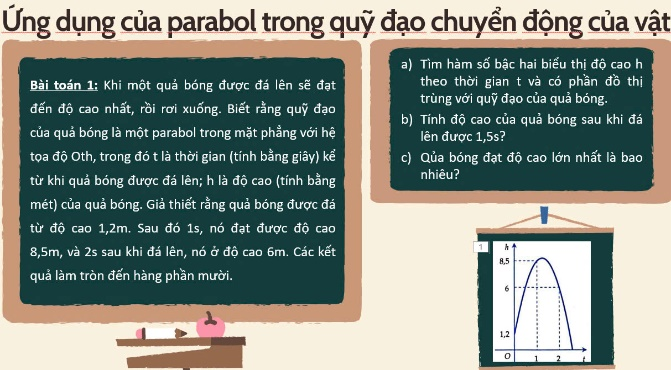 Ứng dụng của parabol trong quỹ đạo chuyển động của vật
Bài toán 1: Khi một quả bóng được đá lên sẽ đạt
đến độ cao nhất, rồi rơi xuống. Biết rằng quỹ đạo
của quả bóng là một parabol trong mặt phẳng với hệ
tọa độ Oth, trong đó t là thời gian (tính bằng giây) kể
từ khi quả bóng được đá lên; h là độ cao (tính bằng
mét) của quả bóng. Giả thiết rằng quả bóng được đá
từ độ cao 1,2m. Sau đó 1s, nó đạt được độ cao
8,5m, và 2s sau khi đá lên, nó ở độ cao 6m. Các kết
quả làm tròn đến hàng phần mười.
a) Tìm hàm số bậc hai biểu thị độ cao h
theo thời gian t và có phần đồ thị
trùng với quỹ đạo của quả bóng.
b) Tính độ cao của quả bóng sau khi đá
lên được 1,5s?
c) Qủa bóng đạt độ cao lớn nhất là bao
nhiêu?
1
h
8,5
6
1,2
O 1 2 t